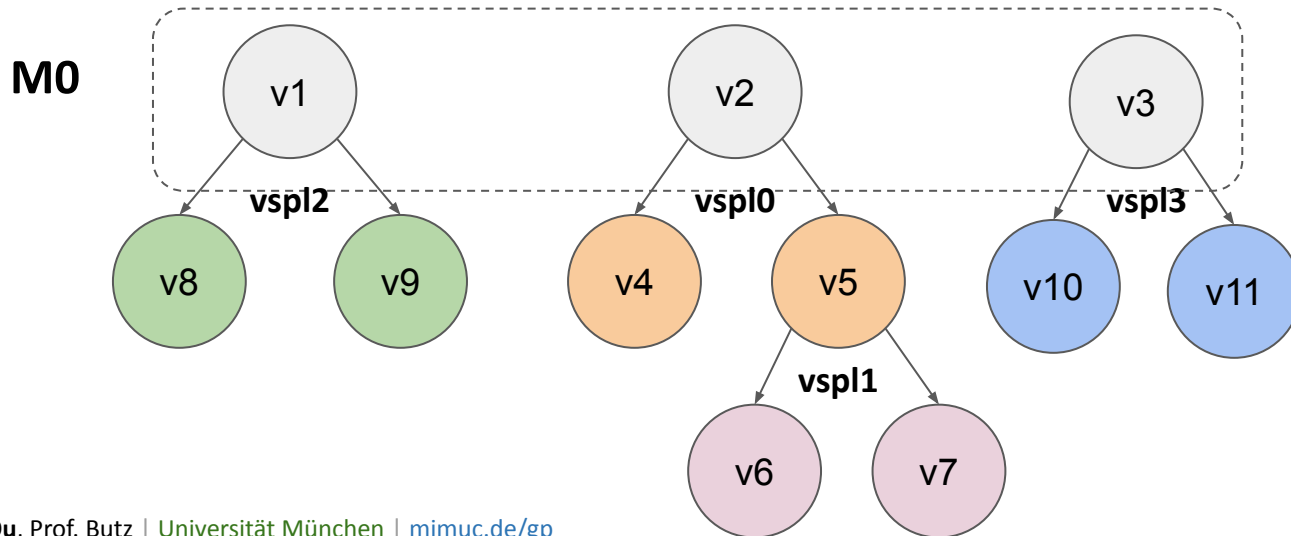 M0
v1
v2
v3
vspl2
vspl0
vspl3
v8
v9
v4
v5
v10
v11
vspl1
v6
v7
Prof. Butz | Universität München | mimuc.de/gp